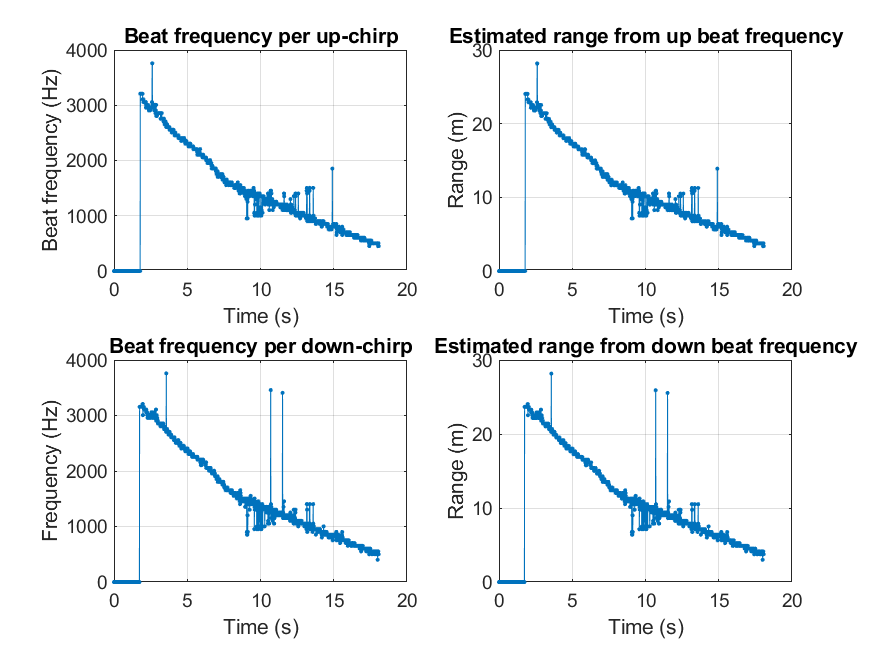 Beat frequency per up-chirp
Beat frequency (Hz)
4000
3000
2000
1000
0
0 5 10 15 20
Time (s)
Estimated range from up beat frequency
Range (m)
30
20
10
0
0 5 10 15 20
Time (s)
Beat frequency per down-chirp
Frequency (Hz)
4000
3000
2000
1000
0
0 5 10 15 20
Time (s)
Estimated range from down beat frequency
Range (m)
30
20
10
0
0 5 10 15 20
Time (s)